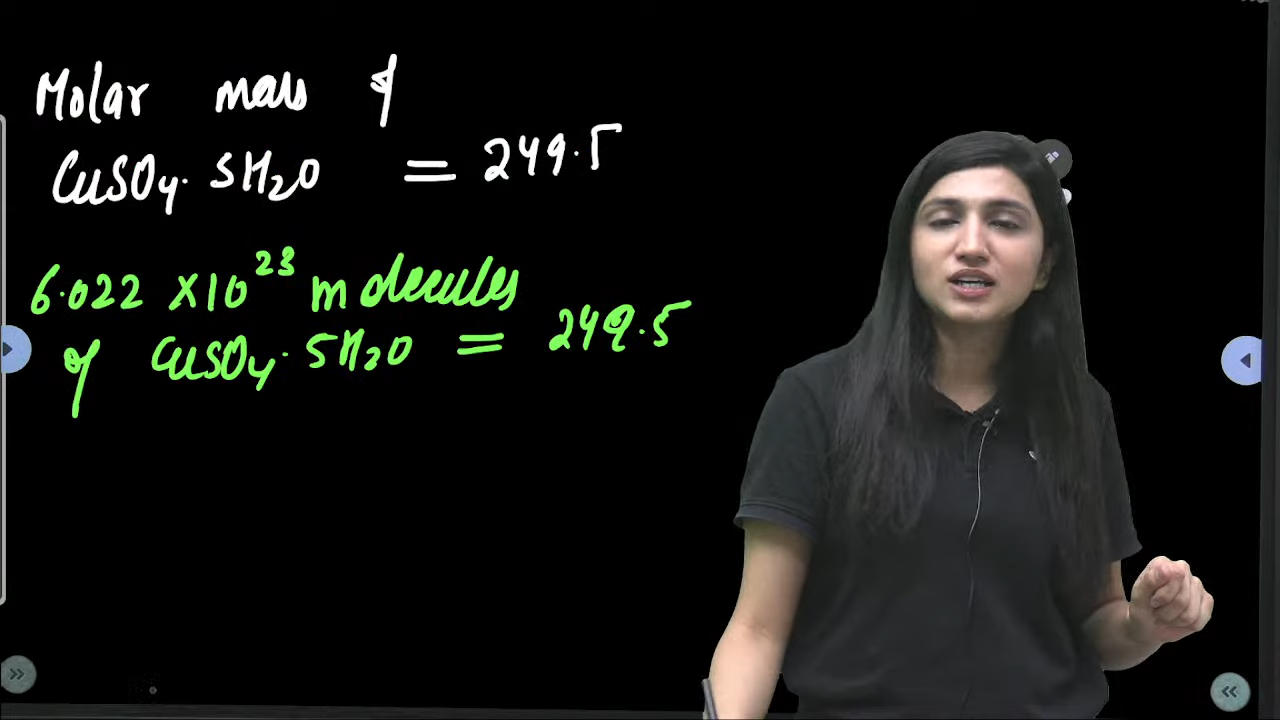 Molar mass of
CuSO4. 5H2O = 249.5
6.022 x10^23 molecules
of CuSO4. 5H2O = 249.5